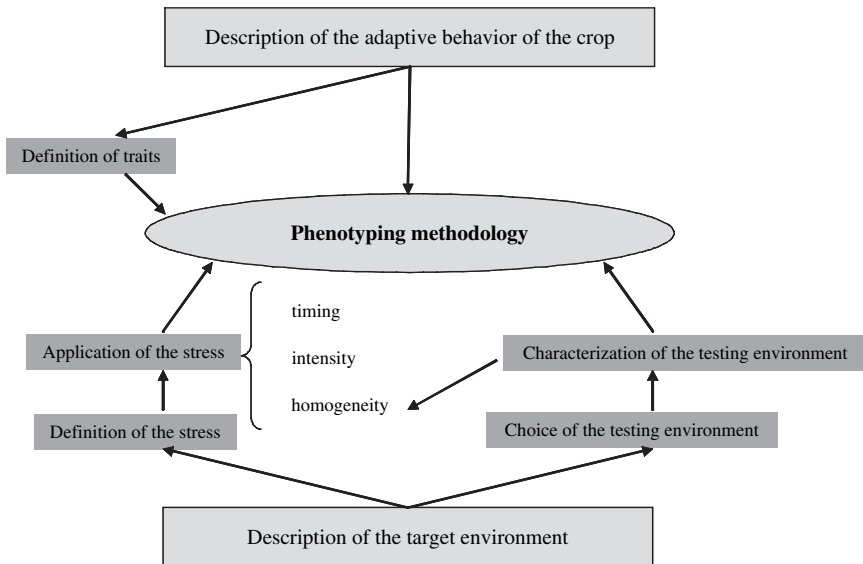 Description of the adaptive behavior of the crop
Definition of traits
Phenotyping methodology
timing
Application of the stress
intensity
Characterization of the testing environment
homogeneity
Definition of the stress
Choice of the testing environment
Description of the target environment